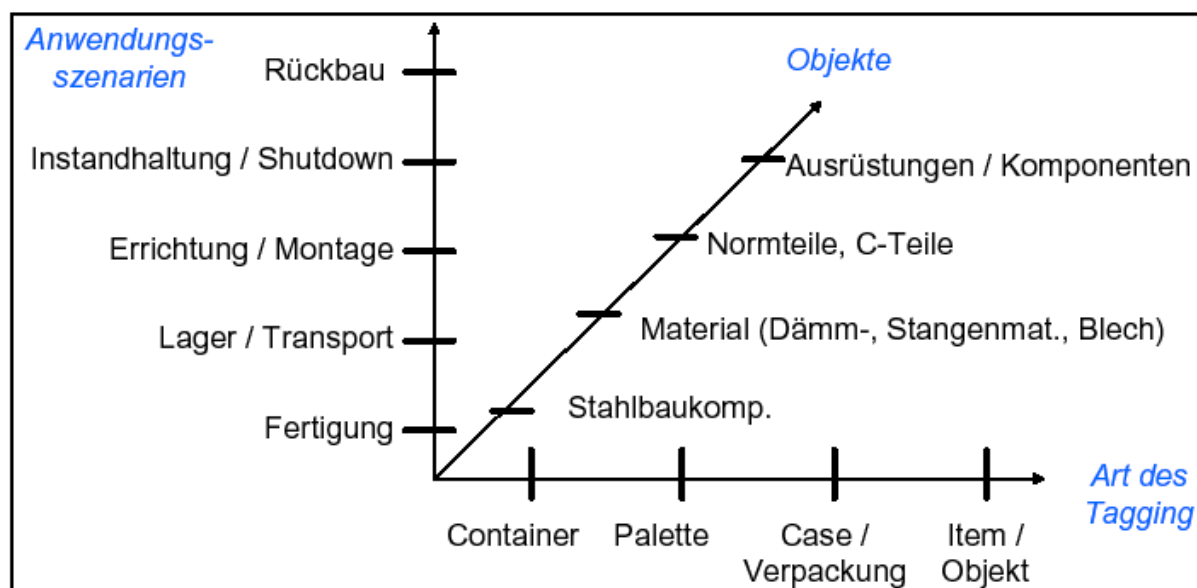 Anwendungs-
szenarien
Rückbau
Objekte
Instandhaltung / Shutdown
Ausrüstungen / Komponenten
Errichtung / Montage
Normteile, C-Teile
Lager / Transport
Material (Dämm-, Stangenmat., Blech)
Fertigung
Stahlbaukomp.
Art des
Tagging
Container
Palette
Case /
Verpackung
Item /
Objekt